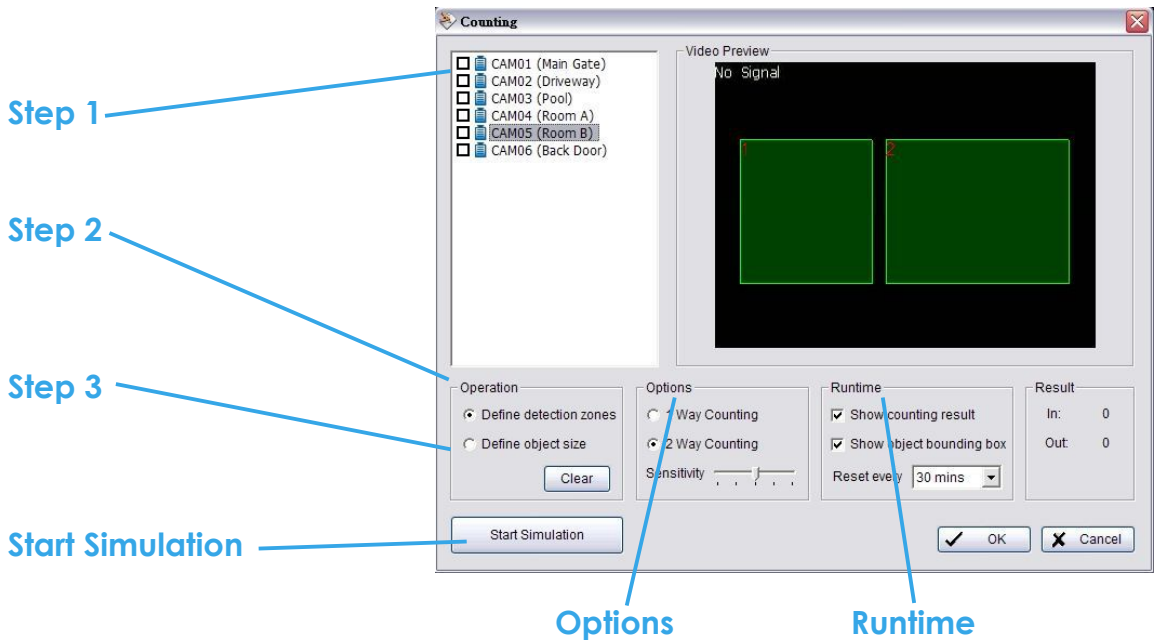 Counting
CAM01 (Main Gate)
CAM02 (Driveway)
CAM03 (Pool)
CAM04 (Room A)
CAM05 (Room B)
CAM06 (Back Door)
Video Preview
No Signal
1
2
Step 1
Step 2
Step 3
Operation
Define detection zones
Define object size
Clear
Options
1 Way Counting
2 Way Counting
Sensitivity
Runtime
Show counting result
Show object bounding box
Reset every 30 mins
Result
In: 0
Out: 0
Start Simulation
Start Simulation
OK
Cancel
Options
Runtime